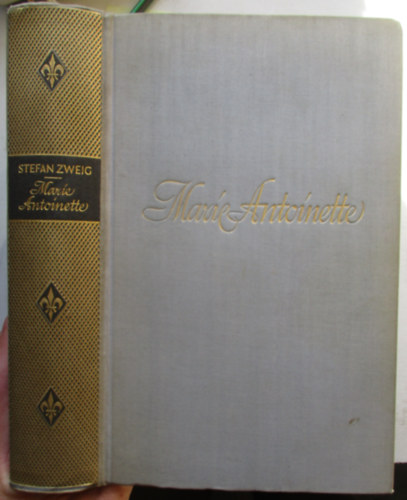 STEFAN ZWEIG
Marie
Antoinette
Marie Antoinette